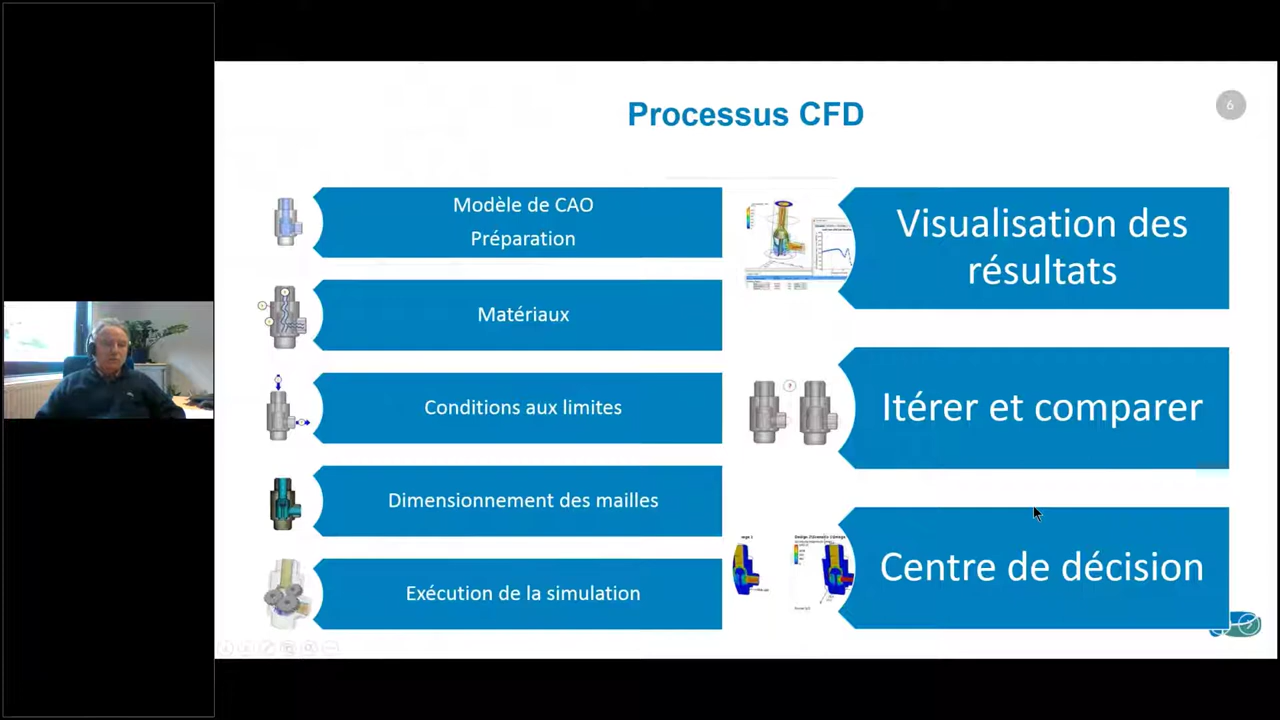 Processus CFD
6
Modèle de CAO
Préparation
Matériaux
Conditions aux limites
Dimensionnement des mailles
Exécution de la simulation
Visualisation des
résultats
Itérer et comparer
Centre de décision